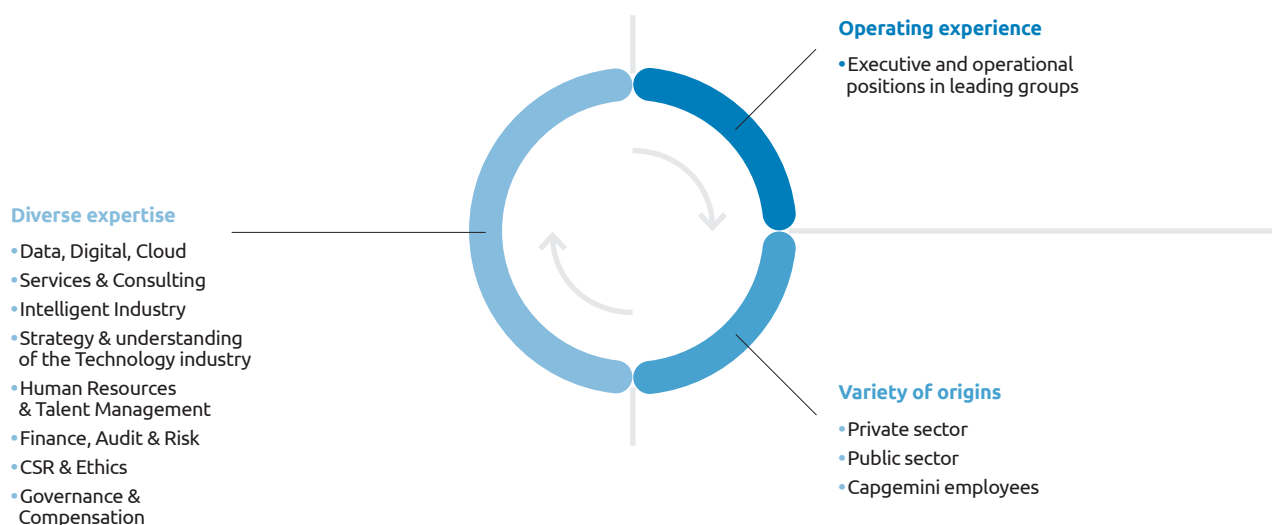 Operating experience
•Executive and operational
positions in leading groups
Diverse expertise
•Data, Digital, Cloud
•Services & Consulting
•Intelligent Industry
•Strategy & understanding
of the Technology industry
•Human Resources
& Talent Management
•Finance, Audit & Risk
•CSR & Ethics
•Governance &
Compensation
Variety of origins
•Private sector
•Public sector
•Capgemini employees